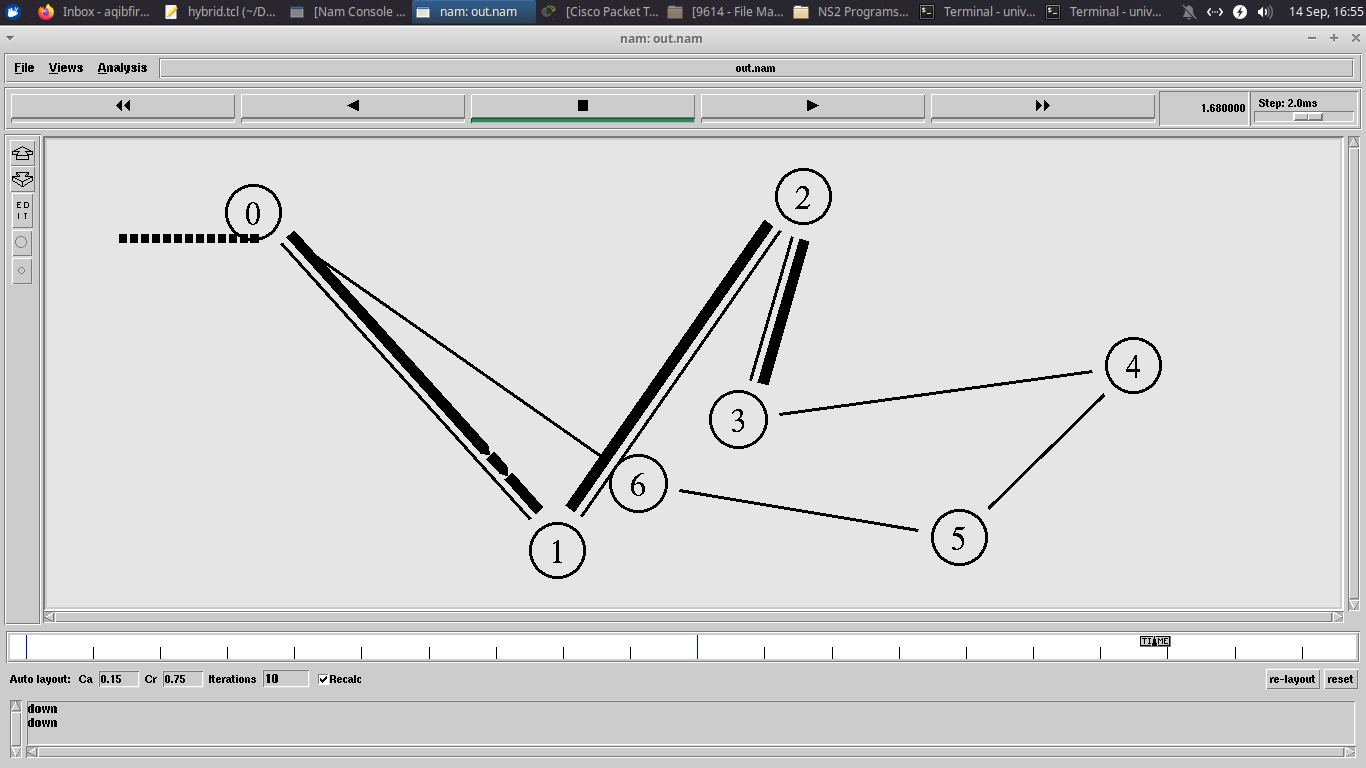 Inbox - aqibfir... hybrid.tcl (~/D... [Nam Console ... nam: out.nam [Cisco Packet T... [9614 - File Ma... NS2 Programs... Terminal - univ... Terminal - univ... 14 Sep, 16:55
nam: out.nam
File Views Analysis out.nam
1.680000 Step: 2.0ms
ED
IT
0
2
4
3
6
5
1
TIME
Auto layout: Ca 0.15 Cr 0.75 Iterations 10 Recalc re-layout reset
down
down